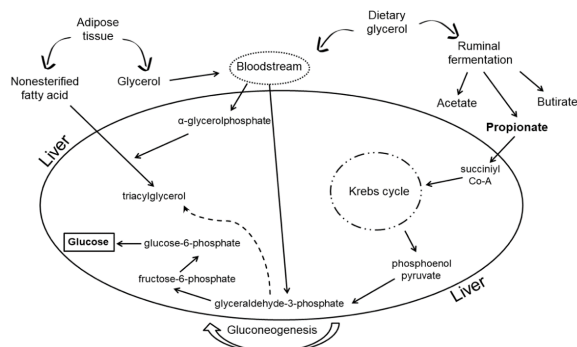 Adipose
tissue
Dietary
glycerol
Nonesterified
fatty acid
Glycerol
Bloodstream
Ruminal
fermentation
Acetate
Butirate
Propionate
Liver
α-glycerolphosphate
succiniyl
Co-A
Krebs cycle
triacylglycerol
Glucose
glucose-6-phosphate
phosphoenol
pyruvate
fructose-6-phosphate
glyceraldehyde-3-phosphate
Liver
Gluconeogenesis